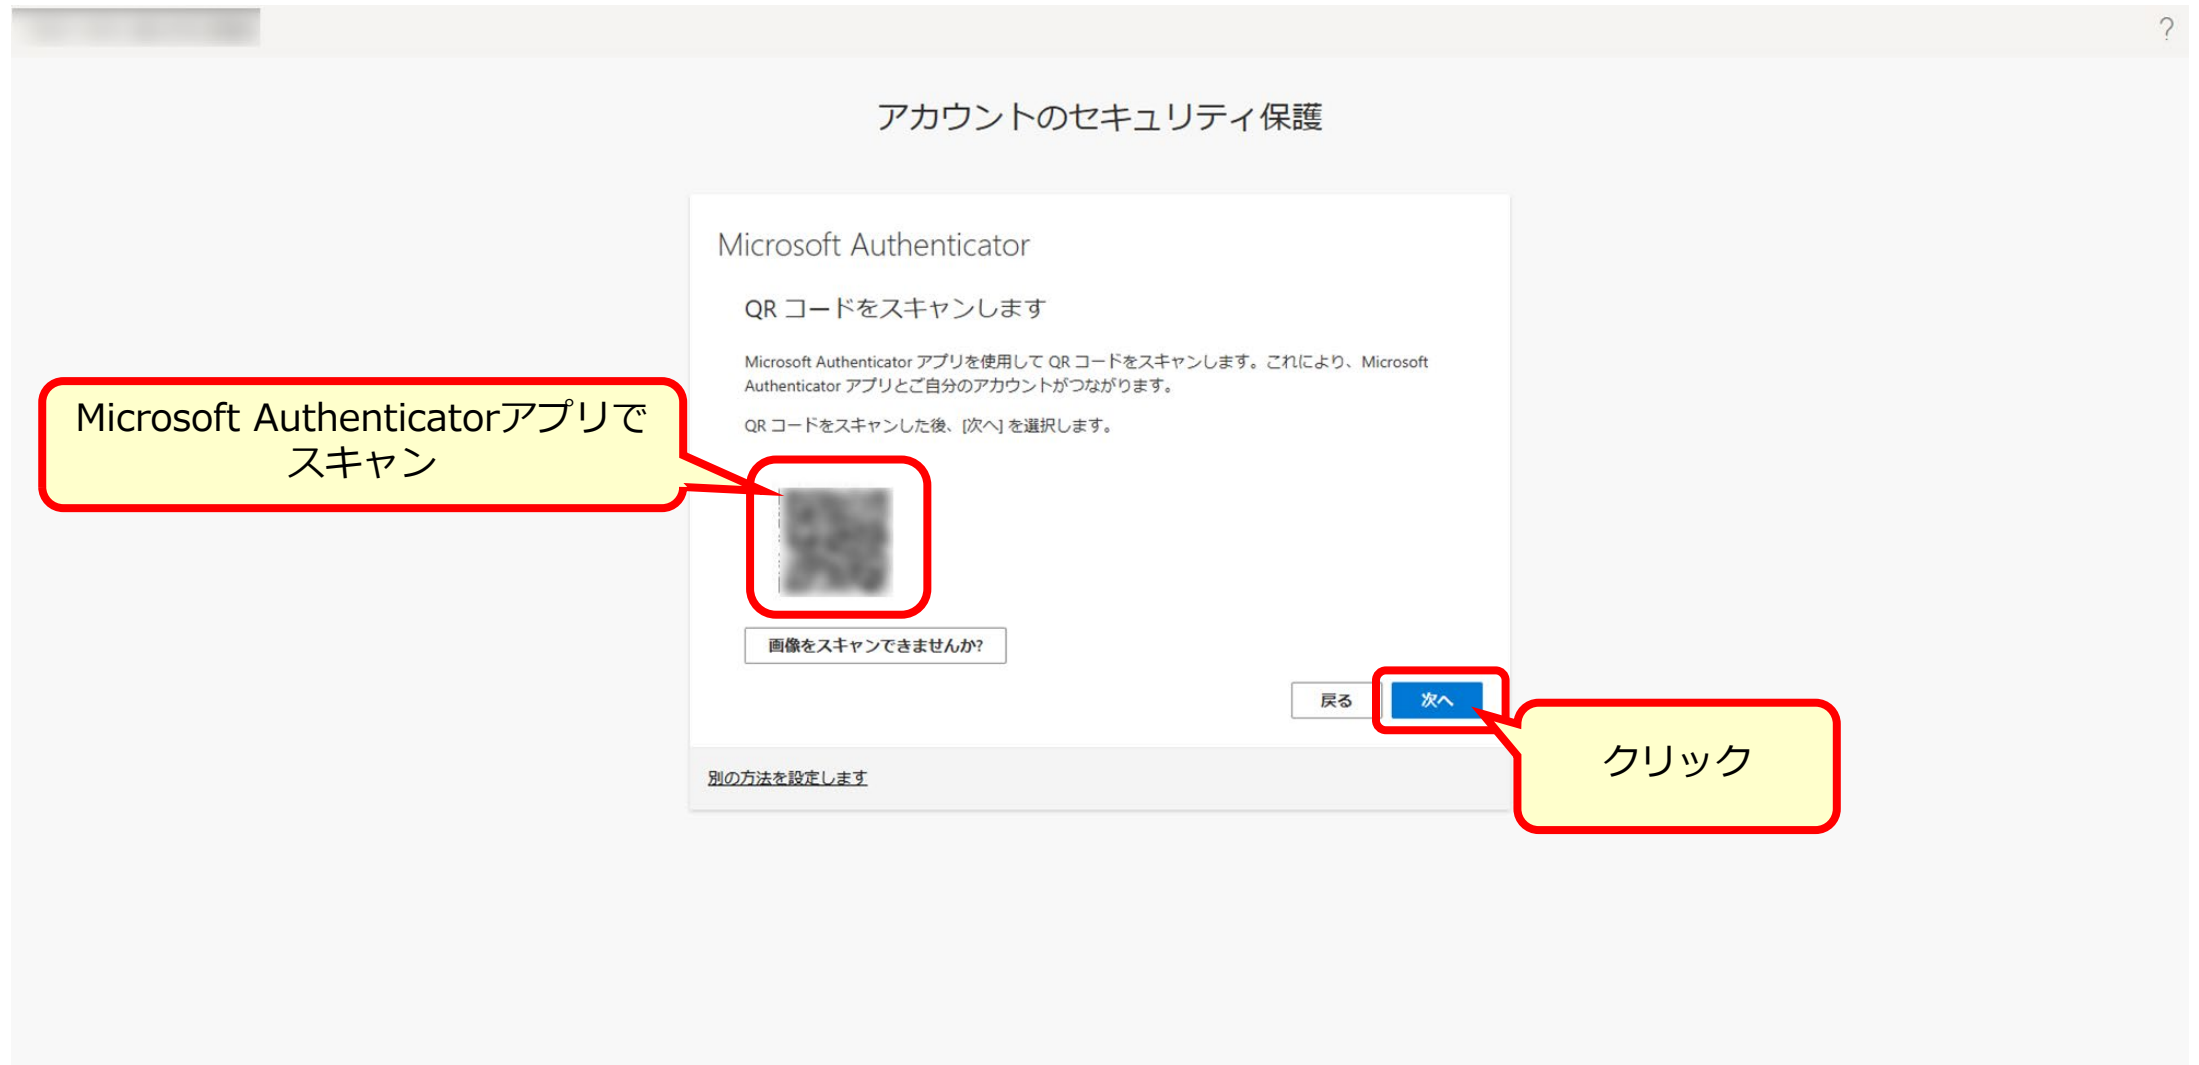 ?
アカウントのセキュリティ保護
Microsoft Authenticator
QR コードをスキャンします
Microsoft Authenticator アプリを使用して QR コードをスキャンします。これにより、Microsoft
Authenticator アプリとご自分のアカウントがつながります。
QR コードをスキャンした後、[次へ] を選択します。
Microsoft Authenticatorアプリで
スキャン
画像をスキャンできませんか?
戻る
次へ
クリック
別の方法を設定します